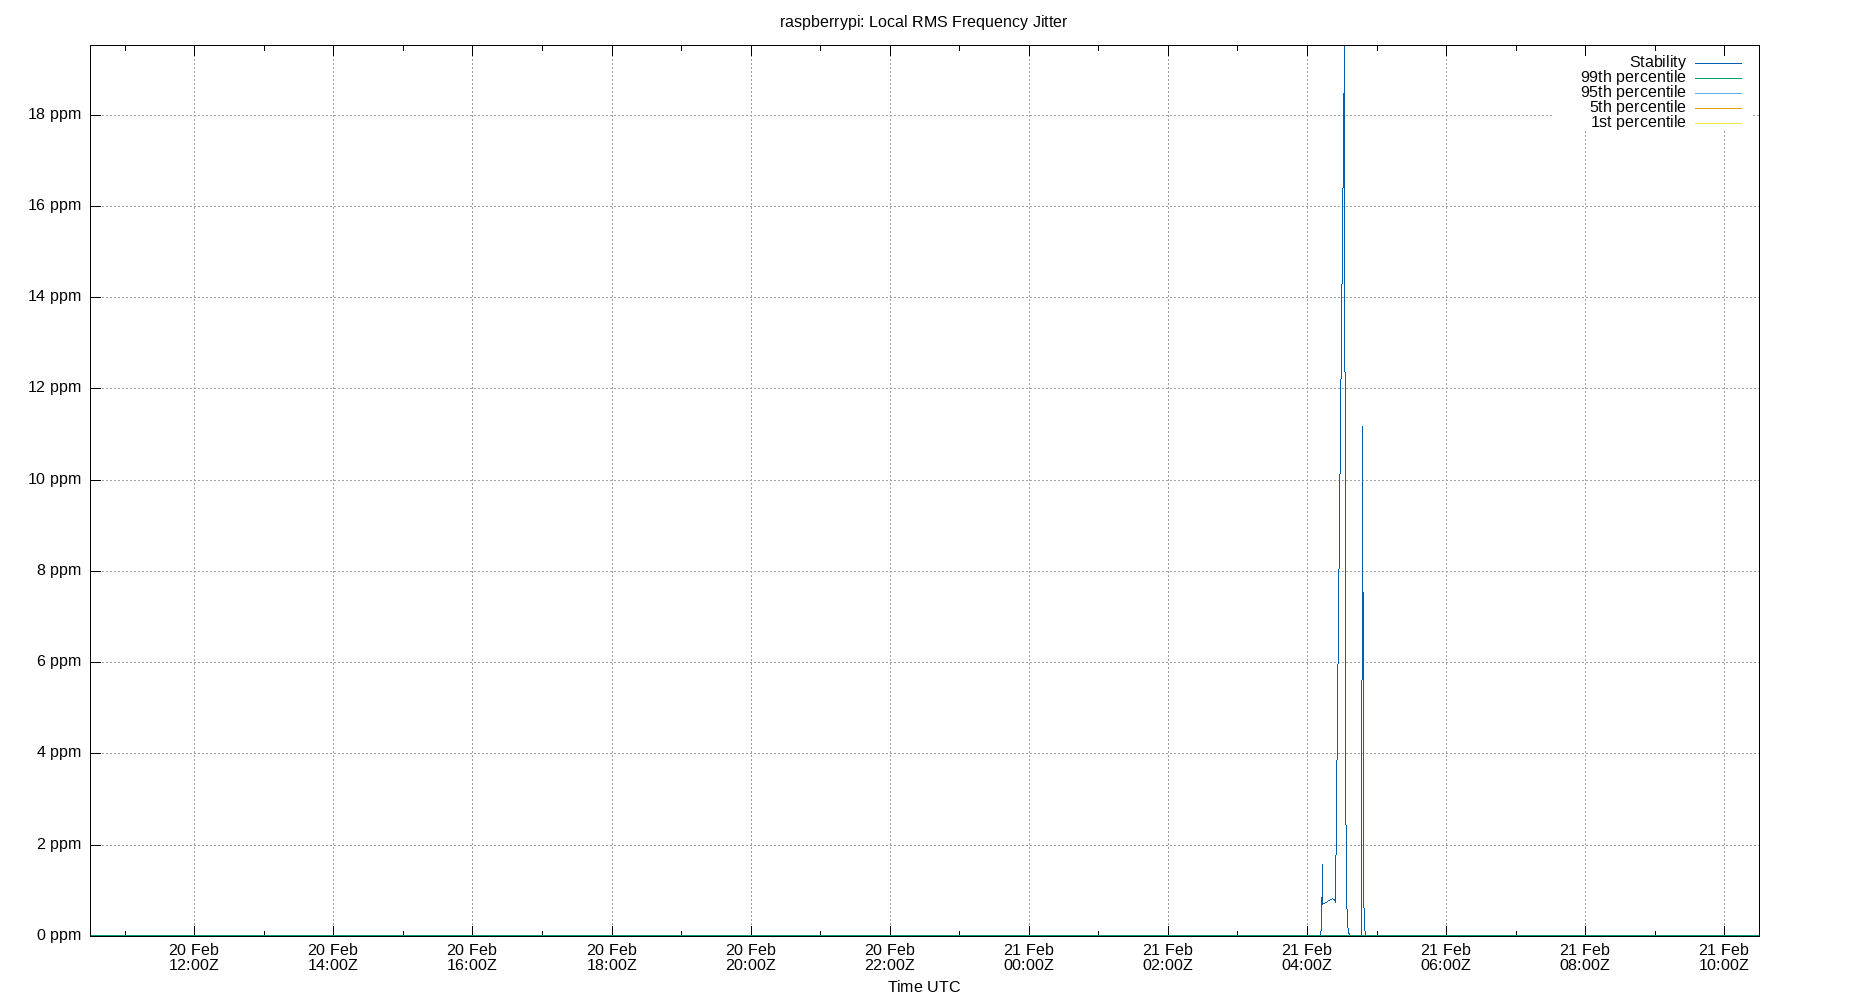 raspberrypi: Local RMS Frequency Jitter
Stability
99th percentile
95th percentile
5th percentile
1st percentile
18 ppm
16 ppm
14 ppm
12 ppm
10 ppm
8 ppm
6 ppm
4 ppm
2 ppm
0 ppm
20 Feb 20 Feb 20 Feb 20 Feb 20 Feb 20 Feb 21 Feb 21 Feb 21 Feb 21 Feb 21 Feb 21 Feb
12:00Z 14:00Z 16:00Z 18:00Z 20:00Z 22:00Z 00:00Z 02:00Z 04:00Z 06:00Z 08:00Z 10:00Z
Time UTC